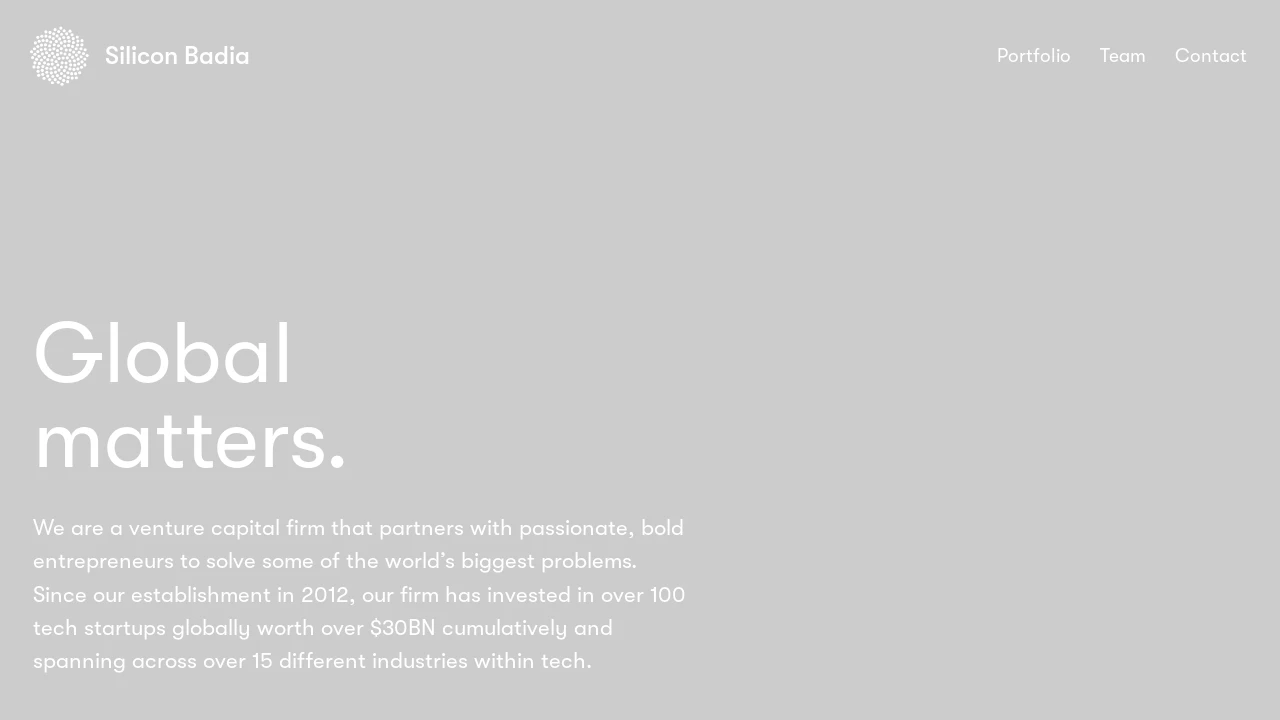 Silicon Badia
Portfolio
Team
Contact
Global
matters.
We are a venture capital firm that partners with passionate, bold
entrepreneurs to solve some of the world’s biggest problems.
Since our establishment in 2012, our firm has invested in over 100
tech startups globally worth over $30BN cumulatively and
spanning across over 15 different industries within tech.